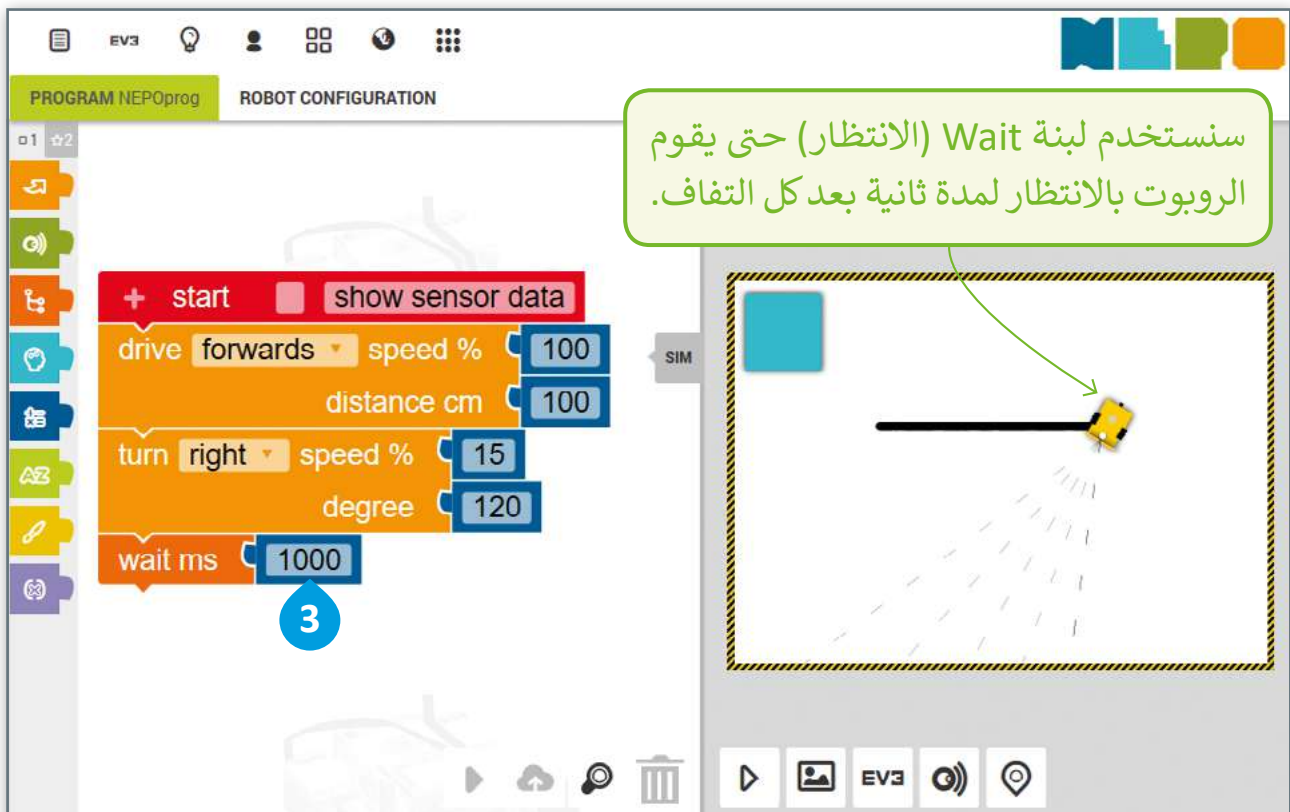 EV3
PROGRAM NEPOprog ROBOT CONFIGURATION
1 2
سنستخدم لبنة Wait (الانتظار) حتى يقوم
الروبوت بالانتظار لمدة ثانية بعد كل التفاف.
+ start show sensor data
drive forwards speed % 100
distance cm 100
turn right speed % 15
degree 120
wait ms 1000
3
SIM
EV3